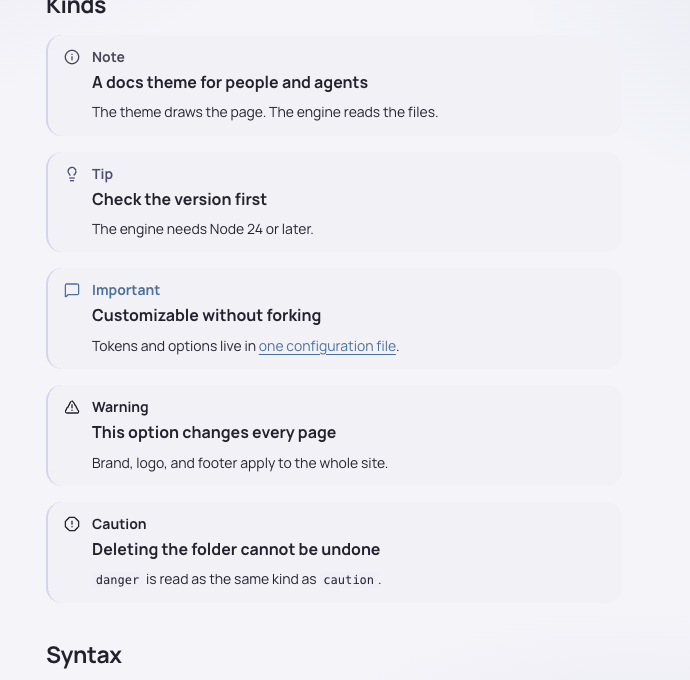 Kinds
Note
A docs theme for people and agents
The theme draws the page. The engine reads the files.
Tip
Check the version first
The engine needs Node 24 or later.
Important
Customizable without forking
Tokens and options live in one configuration file.
Warning
This option changes every page
Brand, logo, and footer apply to the whole site.
Caution
Deleting the folder cannot be undone
danger is read as the same kind as caution.
Syntax